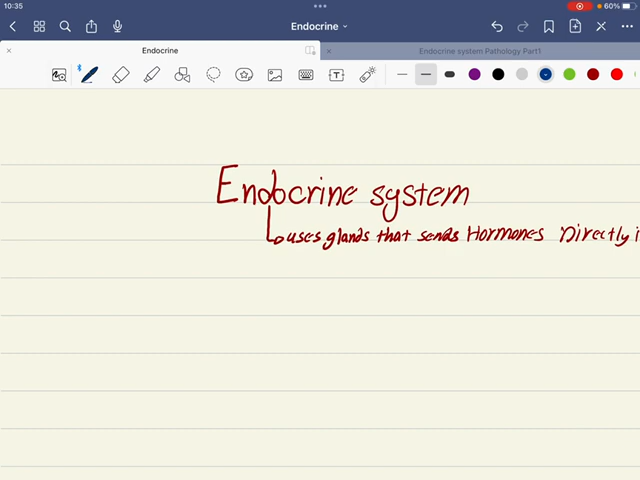 10:35
60%
Endocrine
Endocrine
Endocrine system Pathology Part1
T
Endocrine system
uses glands that sends Hormones Directly i